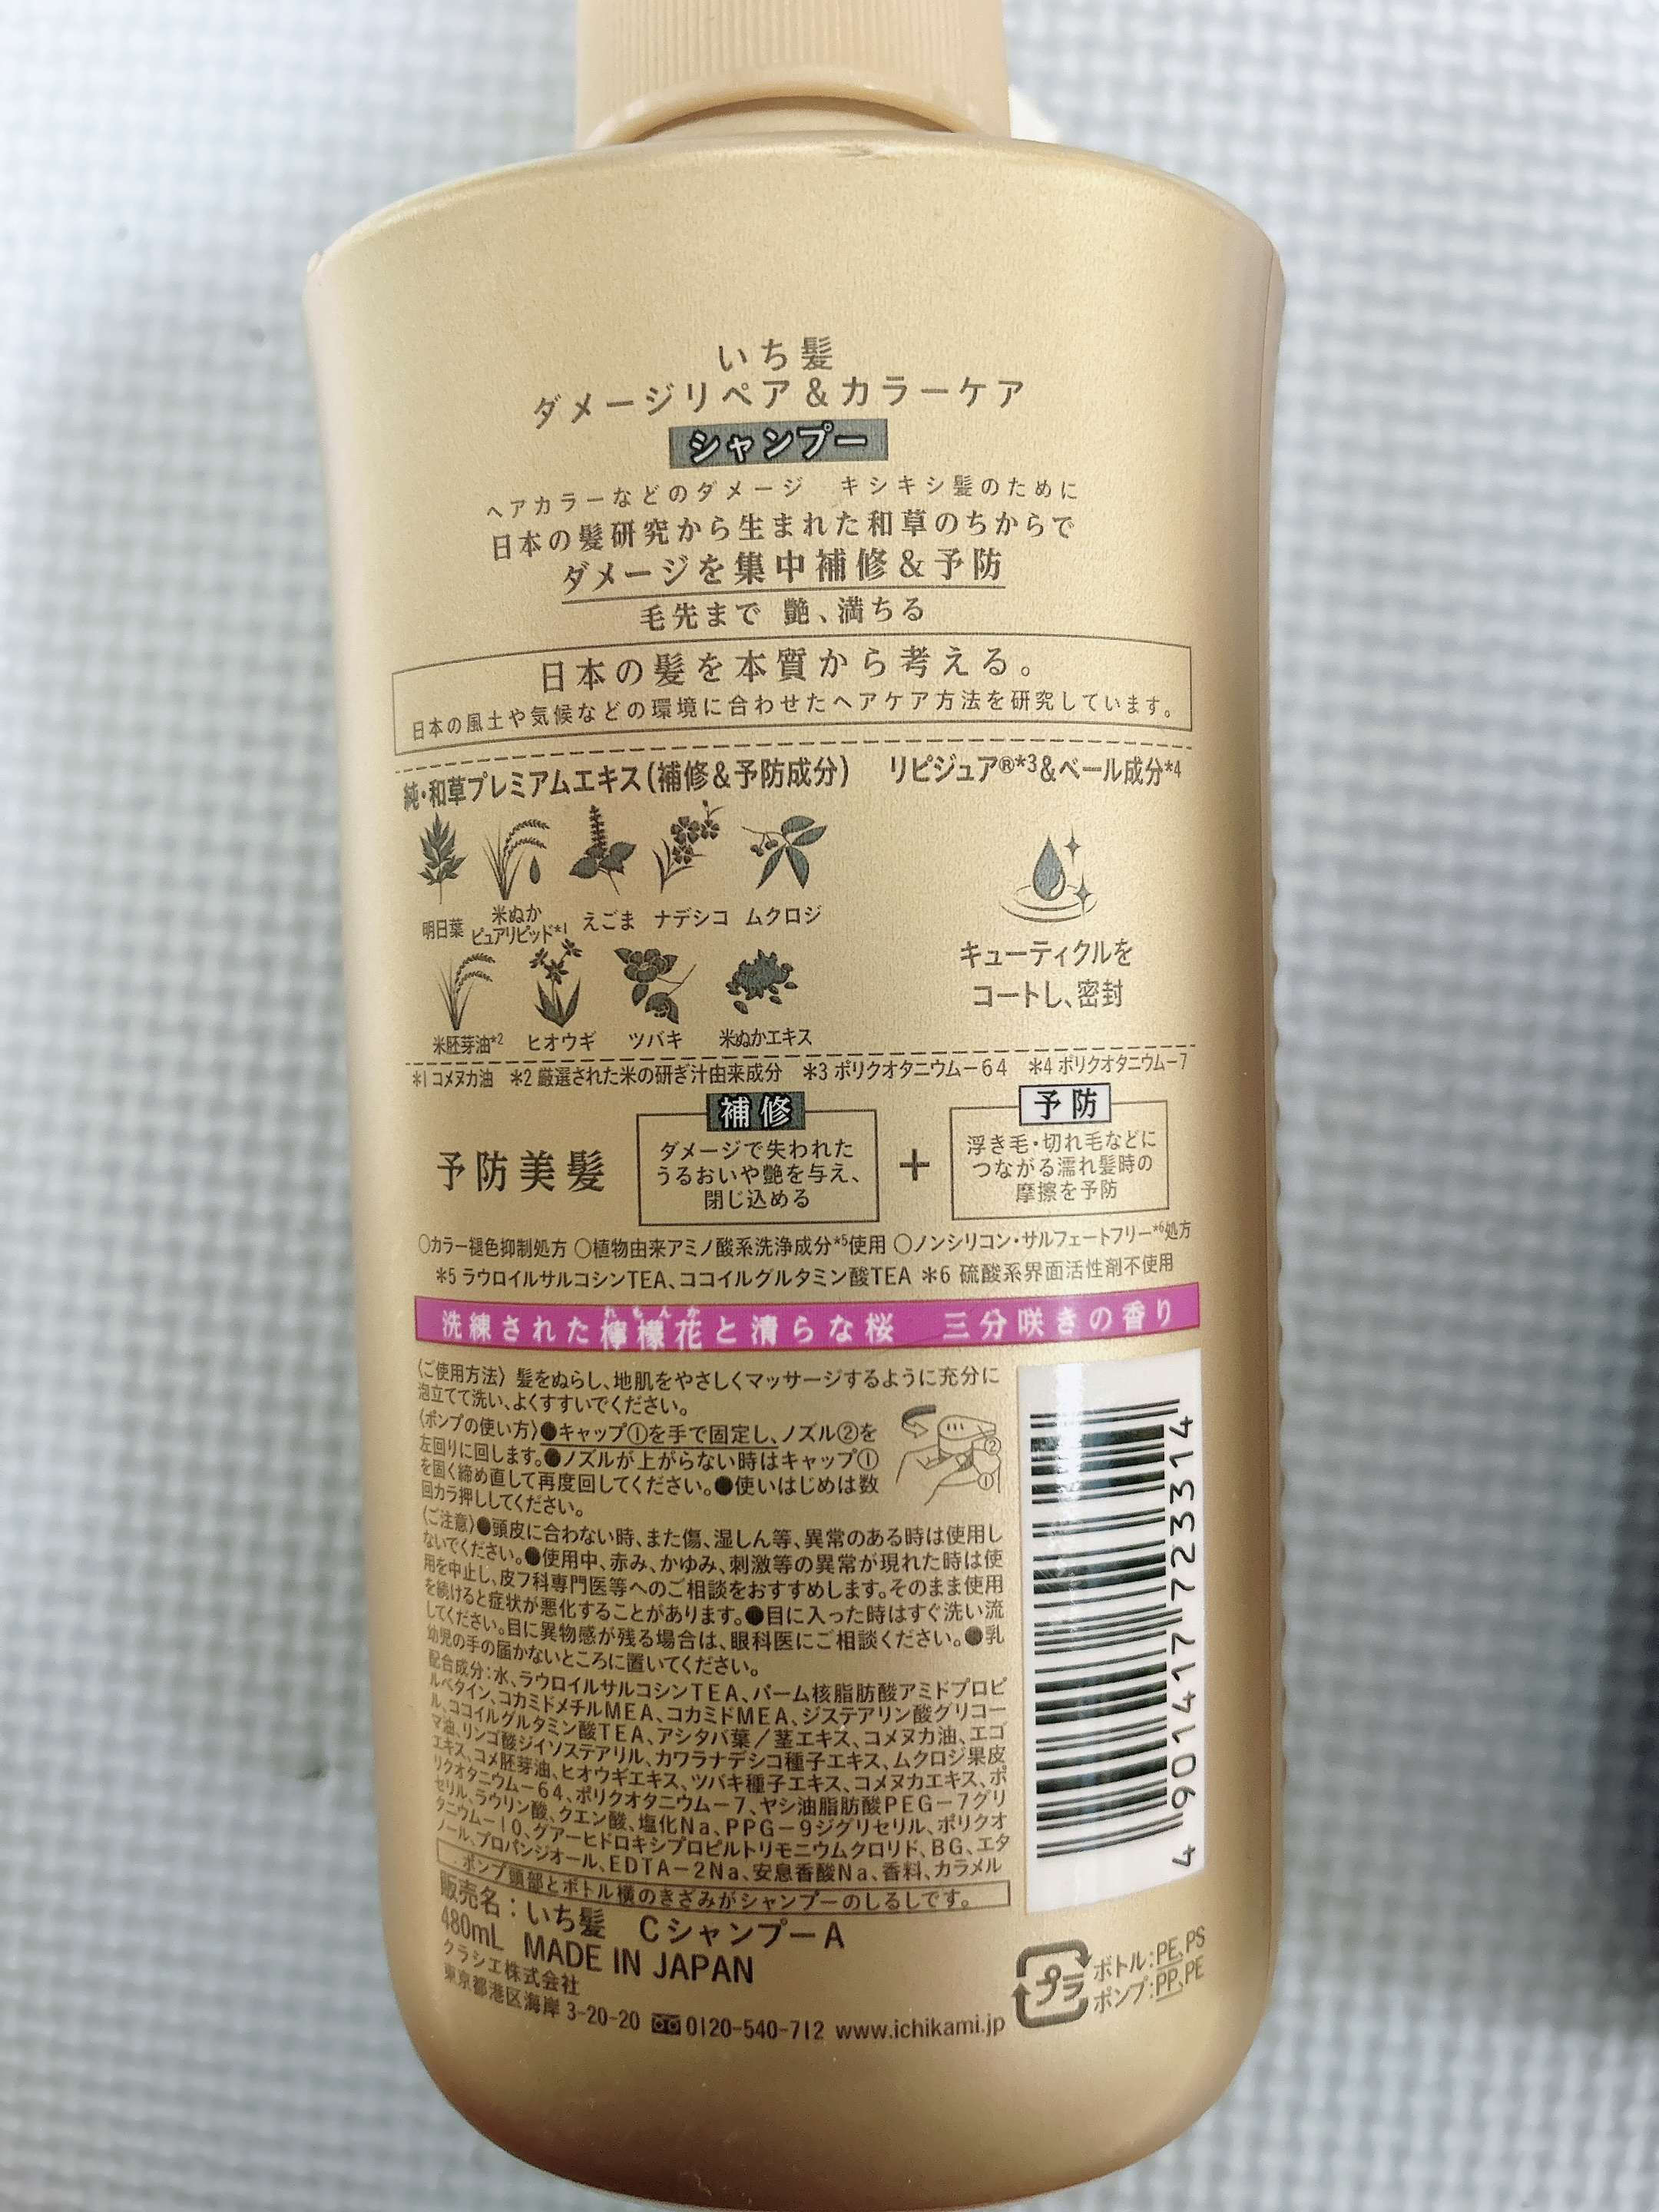 いち髪
ダメージリペア&カラーケア
シャンプー
ヘアカラーなどのダメージ　キシキシ髪のために
日本の髪研究から生まれた和草のちからで
ダメージを集中補修&予防
毛先まで 艶、満ちる
日本の髪を本質から考える。
日本の風土や気候などの環境に合わせたヘアケア方法を研究しています。
純・和草プレミアムエキス(補修&予防成分)
明日葉 米ぬかピュアリピッド*1 えごま ナデシコ ムクロジ
米胚芽油*2 ヒオウギ ツバキ 米ぬかエキス
リピジュア®*3&ベール成分*4
キューティクルを
コートし、密封
*1 コメヌカ油 *2 厳選された米の研ぎ汁由来成分 *3 ポリクオタニウム－64 *4 ポリクオタニウム－7
予防美髪
補修
ダメージで失われた
うるおいや艶を与え、
閉じ込める
+
予防
浮き毛・切れ毛などに
つながる濡れ髪時の
摩擦を予防
○カラー褪色抑制処方 ○植物由来アミノ酸系洗浄成分*5使用 ○ノンシリコン・サルフェートフリー*6処方
*5 ラウロイルサルコシンTEA、ココイルグルタミン酸TEA *6 硫酸系界面活性剤不使用
れもんか
洗練された檸檬花と清らな桜　三分咲きの香り
〈ご使用方法〉髪をぬらし、地肌をやさしくマッサージするように充分に
泡立てて洗い、よくすすいでください。
〈ポンプの使い方〉●キャップ①を手で固定し、ノズル②を
左回りに回します。●ノズルが上がらない時はキャップ①
を固く締め直して再度回してください。●使いはじめは数
回カラ押ししてください。
② ①
〈ご注意〉●頭皮に合わない時、また傷、湿しん等、異常のある時は使用し
ないでください。●使用中、赤み、かゆみ、刺激等の異常が現れた時は使
用を中止し、皮フ科専門医等へのご相談をおすすめします。そのまま使用
を続けると症状が悪化することがあります。●目に入った時はすぐ洗い流
してください。目に異物感が残る場合は、眼科医にご相談ください。●乳
幼児の手の届かないところに置いてください。
配合成分：水、ラウロイルサルコシンTEA、パーム核脂肪酸アミドプロピ
ルベタイン、コカミドメチルMEA、コカミドMEA、ジステアリン酸グリコー
ル、ココイルグルタミン酸TEA、アシタバ葉／茎エキス、コメヌカ油、エゴ
マ油、リンゴ酸ジイソステアリル、カワラナデシコ種子エキス、ムクロジ果皮
エキス、コメ胚芽油、ヒオウギエキス、ツバキ種子エキス、コメヌカエキス、ポ
リクオタニウム－64、ポリクオタニウム－7、ヤシ油脂肪酸PEG－7グリ
セリル、ラウリン酸、クエン酸、塩化Na、PPG－9ジグリセリル、ポリクオ
タニウム－10、グアーヒドロキシプロピルトリモニウムクロリド、BG、エタ
ノール、プロパンジオール、EDTA－2Na、安息香酸Na、香料、カラメル
ポンプ頭部とボトル横のきざみがシャンプーのしるしです。
販売名：いち髪　CシャンプーA
480mL MADE IN JAPAN
クラシエ株式会社
東京都港区海岸 3-20-20 0120-540-712 www.ichikami.jp
4 901417 723314
プラ
ボトル:PE,PS
ポンプ:PP,PE